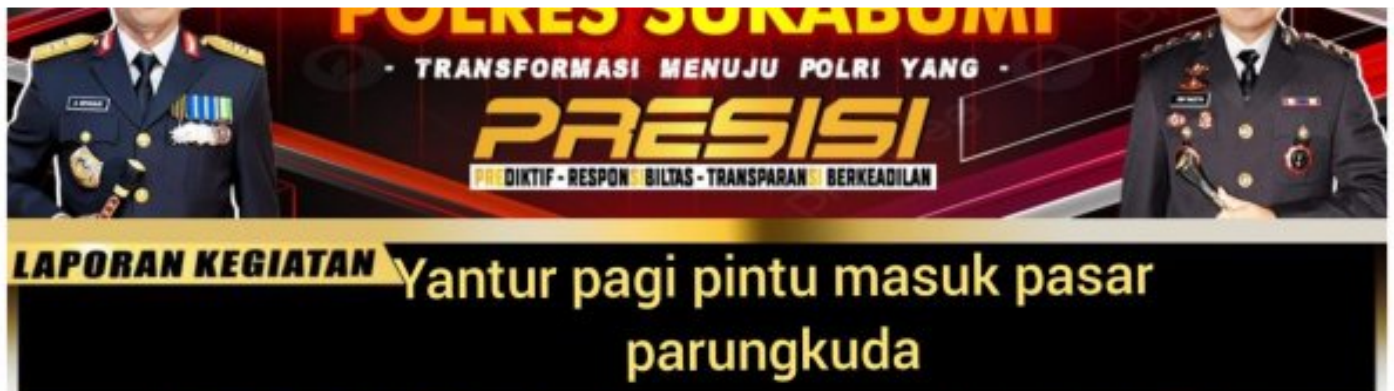 POLRES SUKABUMI
- TRANSFORMASI MENUJU POLRI YANG -
PRESISI
PREDIKTIF - RESPONSIBILTAS - TRANSPARANSI BERKEADILAN
LAPORAN KEGIATAN
Yantur pagi pintu masuk pasar
parungkuda